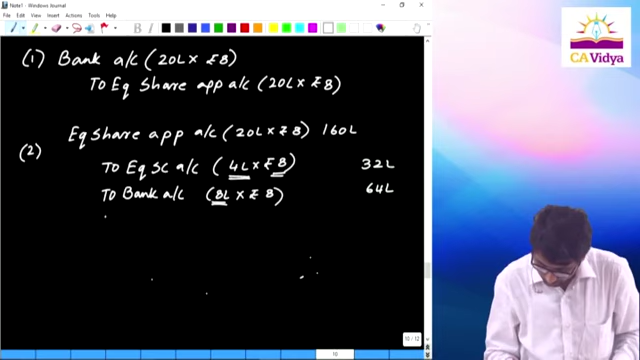 Note1 - Windows Journal
File Edit View Insert Actions Tools Help
CA Vidya
(1) Bank a/c (20L × ₹8)
To Eq Share app a/c (20L × ₹8)
(2) Eq Share app a/c (20L × ₹8) 160L
To Eq SC a/c (4L × ₹8) 32L
To Bank a/c (8L × ₹8) 64L
10 / 12
10